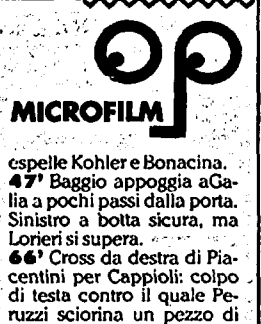 MICROFILM
espelle Kohler e Bonacina.
47' Baggio appoggia a Ga-
lia a pochi passi dalla porta.
Sinistro a botta sicura, ma
Lorieri si supera.
66' Cross da destra di Pia-
centini per Cappioli: colpo
di testa contro il quale Pe-
ruzzi sciorina un pezzo di